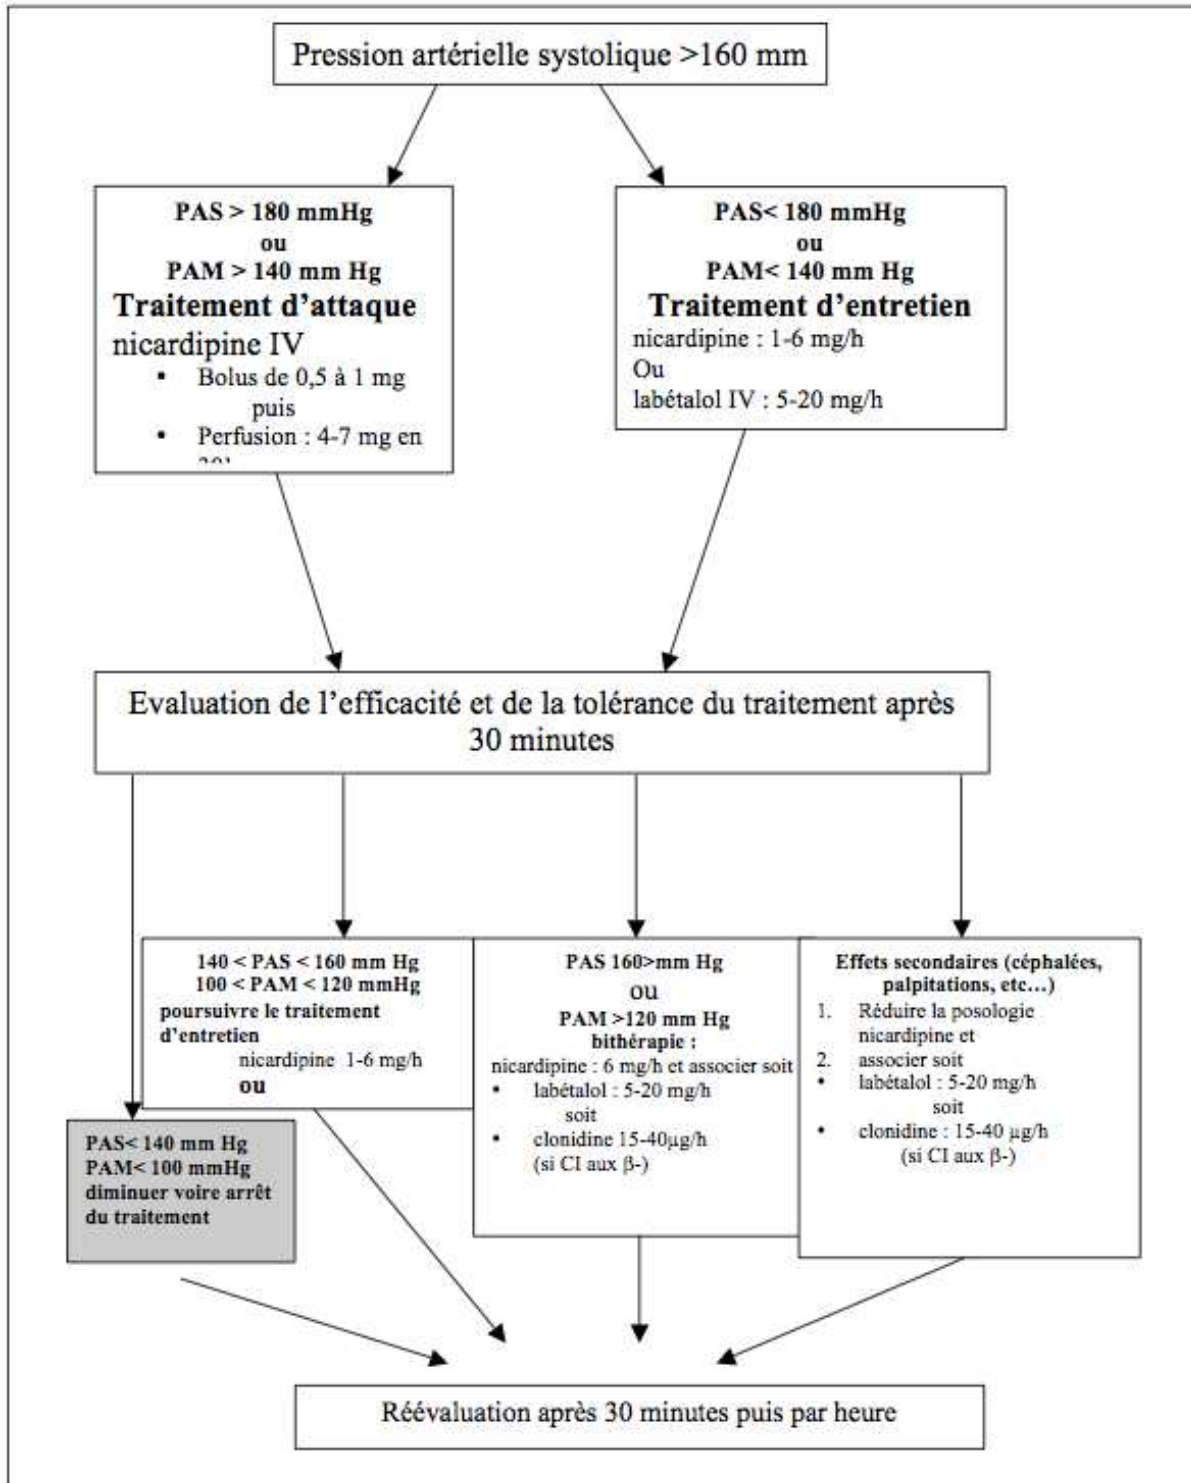 Pression artérielle systolique >160 mm
PAS > 180 mmHg
ou
PAM > 140 mm Hg
Traitement d’attaque
nicardipine IV
▪ Bolus de 0,5 à 1 mg
puis
▪ Perfusion : 4-7 mg en
PAS< 180 mmHg
ou
PAM< 140 mm Hg
Traitement d’entretien
nicardipine : 1-6 mg/h
Ou
labétalol IV : 5-20 mg/h
Evaluation de l’efficacité et de la tolérance du traitement après
30 minutes
140 < PAS < 160 mm Hg
100 < PAM < 120 mmHg
poursuivre le traitement
d’entretien
nicardipine 1-6 mg/h
ou
PAS 160>mm Hg
ou
PAM >120 mm Hg
bithérapie :
nicardipine : 6 mg/h et associer soit
• labétalol : 5-20 mg/h
soit
• clonidine 15-40µg/h
(si CI aux β-)
Effets secondaires (céphalées,
palpitations, etc…)
1. Réduire la posologie
nicardipine et
2. associer soit
• labétalol : 5-20 mg/h
soit
• clonidine : 15-40 µg/h
(si CI aux β-)
PAS< 140 mm Hg
PAM< 100 mmHg
diminuer voire arrêt
du traitement
Réévaluation après 30 minutes puis par heure